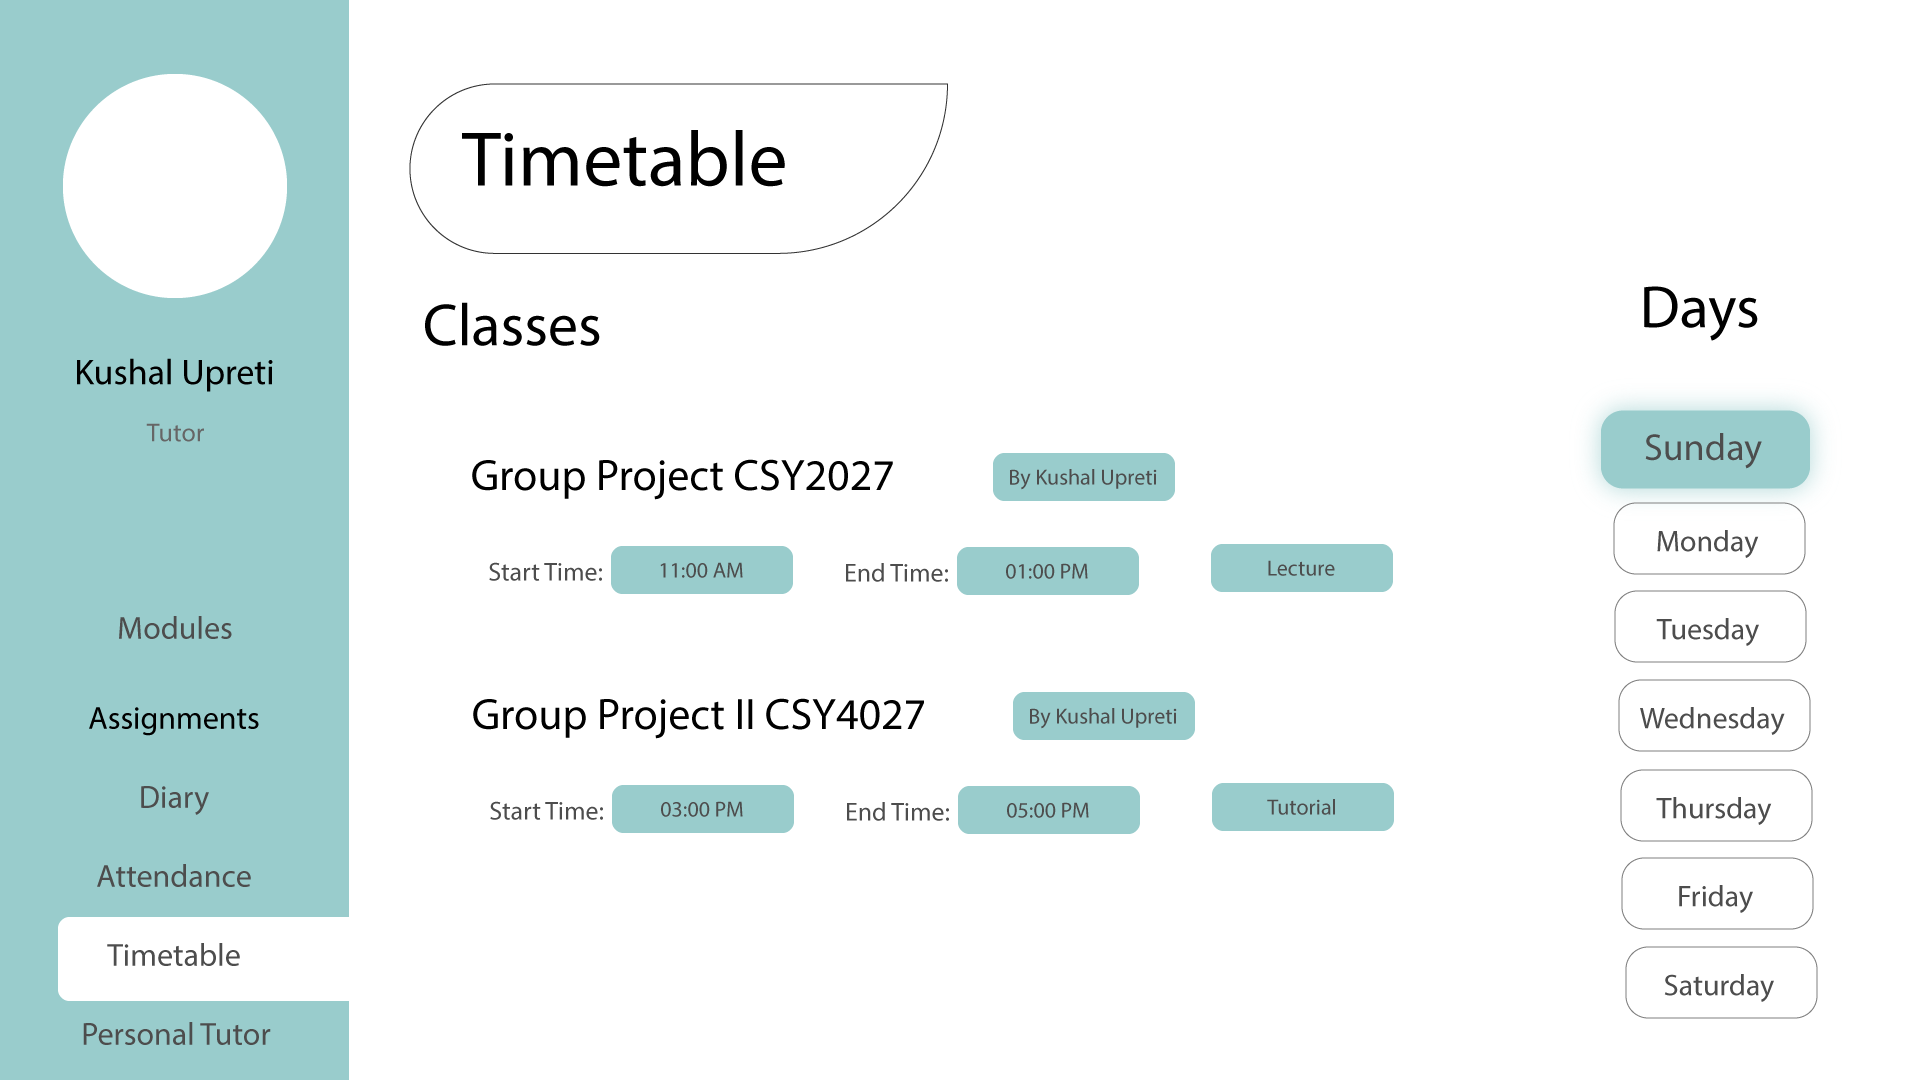 Kushal Upreti
Tutor
Modules
Assignments
Diary
Attendance
Timetable
Personal Tutor
Timetable
Classes
Group Project CSY2027
By Kushal Upreti
Start Time: 11:00 AM
End Time: 01:00 PM
Lecture
Group Project II CSY4027
By Kushal Upreti
Start Time: 03:00 PM
End Time: 05:00 PM
Tutorial
Days
Sunday
Monday
Tuesday
Wednesday
Thursday
Friday
Saturday